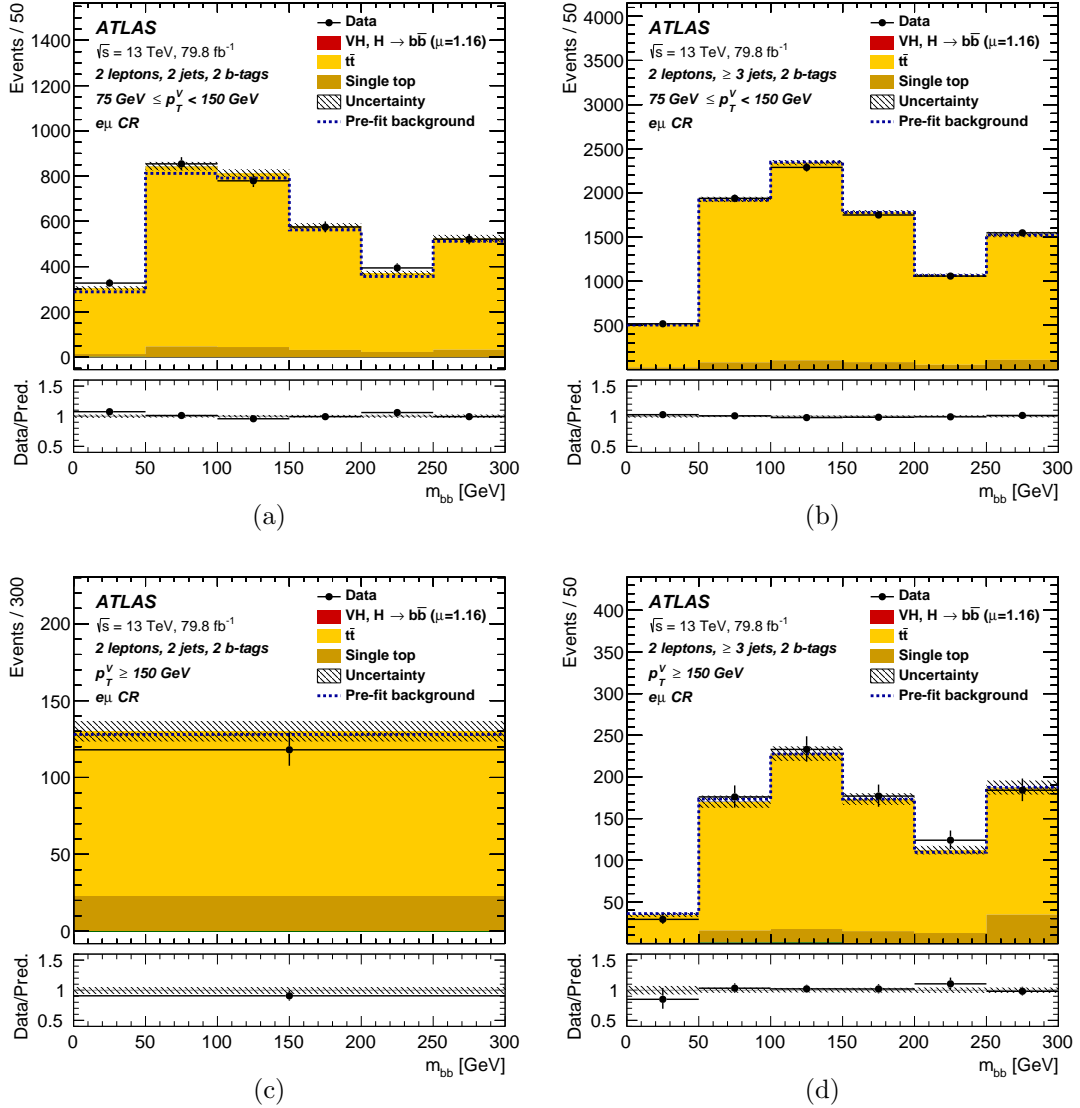 ATLAS
√s = 13 TeV, 79.8 fb⁻¹
2 leptons, 2 jets, 2 b-tags
75 GeV ≤ p_T^V < 150 GeV
eμ CR
Data
VH, H → bb̄ (μ=1.16)
tt̄
Single top
Uncertainty
Pre-fit background
Events / 50
1400
1200
1000
800
600
400
200
0
Data/Pred.
1.5
1
0.5
0 50 100 150 200 250 300
m_bb [GeV]
(a)
ATLAS
√s = 13 TeV, 79.8 fb⁻¹
2 leptons, ≥ 3 jets, 2 b-tags
75 GeV ≤ p_T^V < 150 GeV
eμ CR
Data
VH, H → bb̄ (μ=1.16)
tt̄
Single top
Uncertainty
Pre-fit background
Events / 50
4000
3500
3000
2500
2000
1500
1000
500
Data/Pred.
1.5
1
0.5
0 50 100 150 200 250 300
m_bb [GeV]
(b)
ATLAS
√s = 13 TeV, 79.8 fb⁻¹
2 leptons, 2 jets, 2 b-tags
p_T^V ≥ 150 GeV
eμ CR
Data
VH, H → bb̄ (μ=1.16)
tt̄
Single top
Uncertainty
Pre-fit background
Events / 300
200
150
100
50
0
Data/Pred.
1.5
1
0.5
0 50 100 150 200 250 300
m_bb [GeV]
(c)
ATLAS
√s = 13 TeV, 79.8 fb⁻¹
2 leptons, ≥ 3 jets, 2 b-tags
p_T^V ≥ 150 GeV
eμ CR
Data
VH, H → bb̄ (μ=1.16)
tt̄
Single top
Uncertainty
Pre-fit background
Events / 50
400
350
300
250
200
150
100
50
Data/Pred.
1.5
1
0.5
0 50 100 150 200 250 300
m_bb [GeV]
(d)